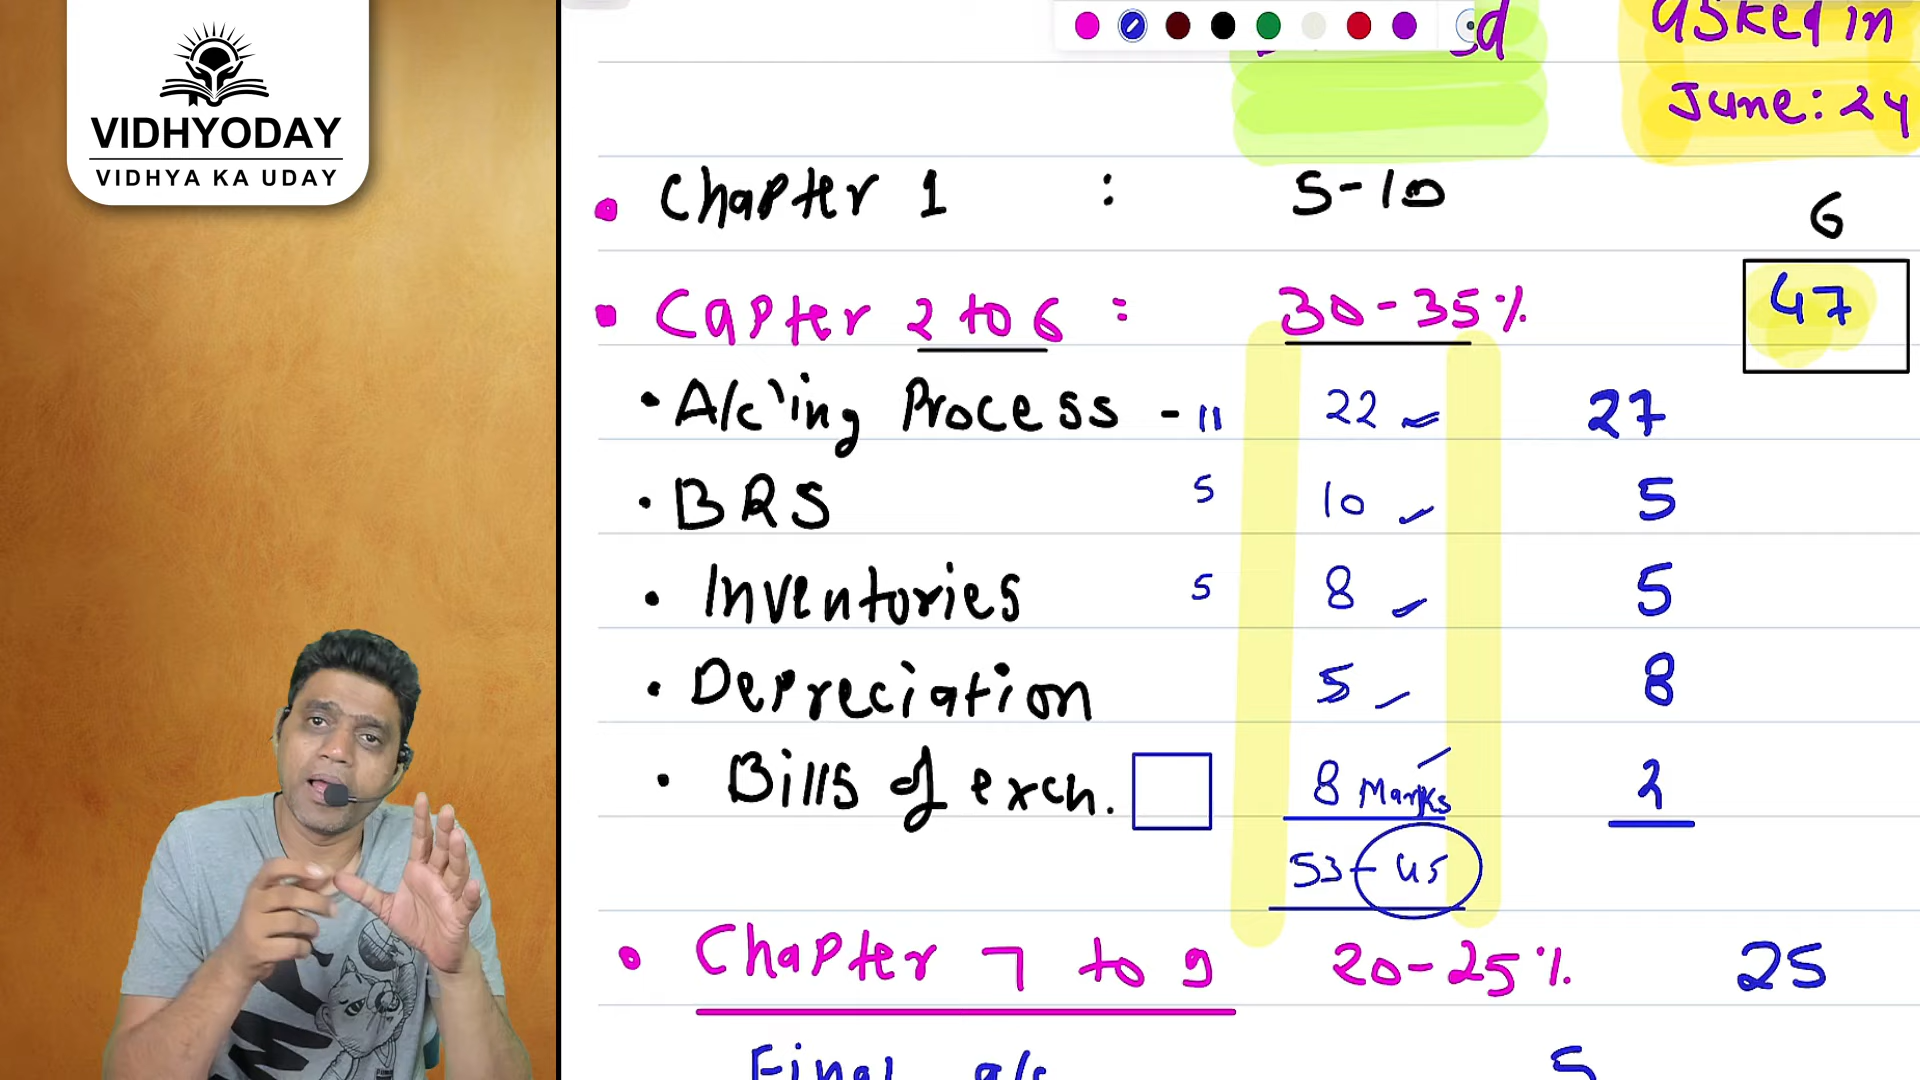 VIDHYODAY
VIDHYA KA UDAY
asked in
June: 24
• Chapter 1 : 5-10 6
• Capter 2 to 6 : 30-35% 47
• A/c'ing Process - 11 22 27
• BRS 5 10 5
• Inventories 5 8 5
• Depreciation 5 8
• Bills of exch. 8 Marks 2
53-45
• Chapter 7 to 9 20-25% 25
Final a/c 5